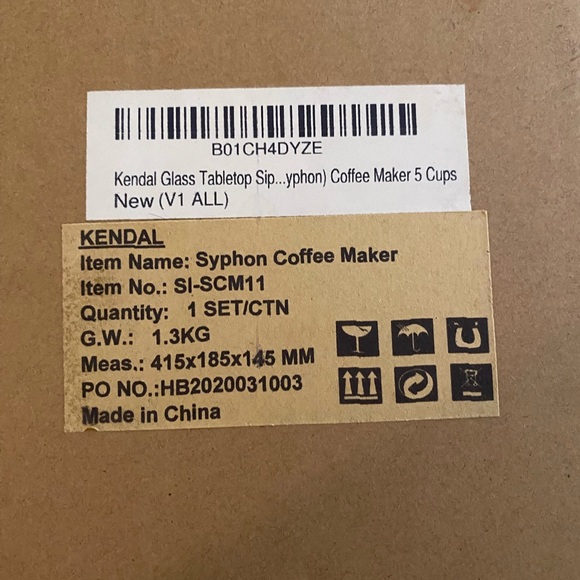 B01CH4DYZE
Kendal Glass Tabletop Sip...yphon) Coffee Maker 5 Cups
New (V1 ALL)
KENDAL
Item Name: Syphon Coffee Maker
Item No.: SI-SCM11
Quantity: 1 SET/CTN
G.W.: 1.3KG
Meas.: 415x185x145 MM
PO NO.:HB2020031003
Made in China